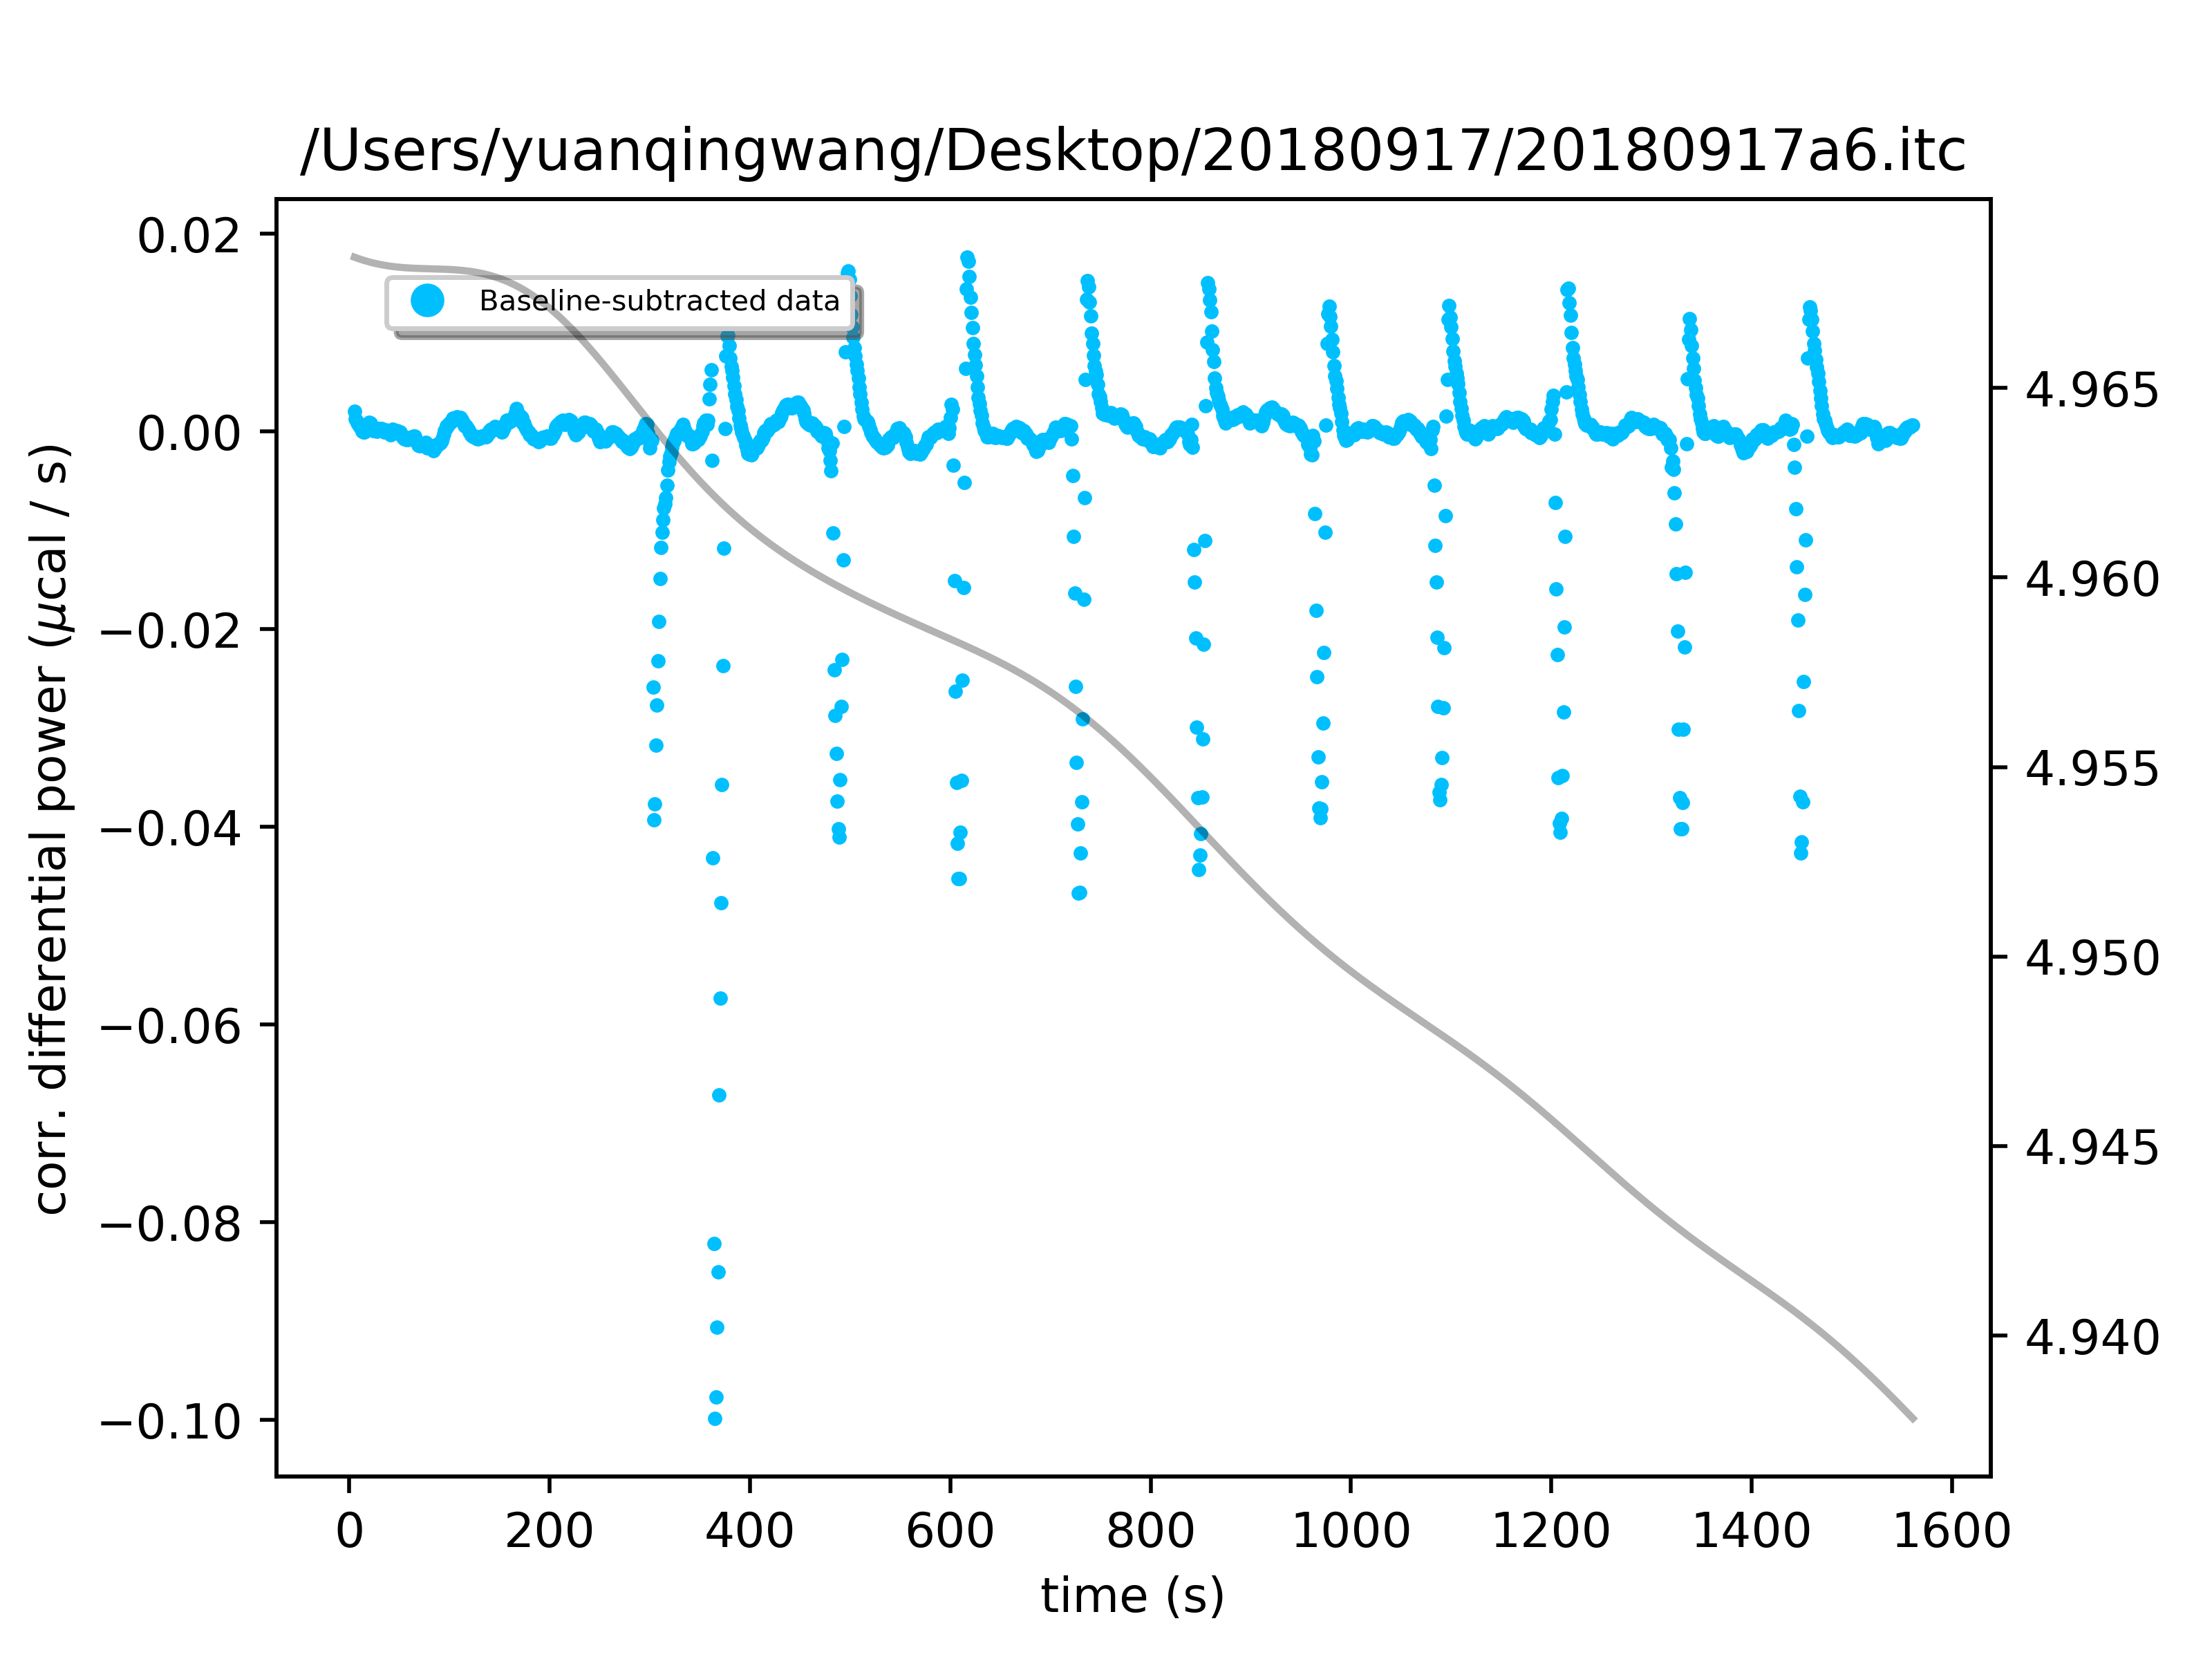 /Users/yuanqingwang/Desktop/20180917/20180917a6.itc
corr. differential power (μcal / s)
0.02
0.00
−0.02
−0.04
−0.06
−0.08
−0.10
Baseline-subtracted data
4.965
4.960
4.955
4.950
4.945
4.940
0 200 400 600 800 1000 1200 1400 1600
time (s)